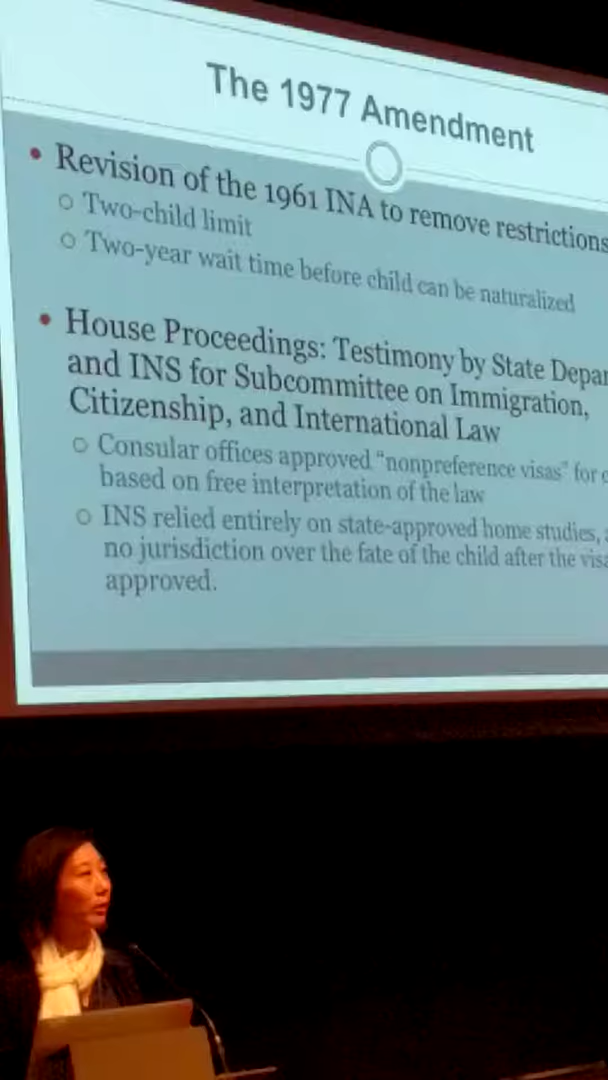 The 1977 Amendment
• Revision of the 1961 INA to remove restrictions
○ Two-child limit
○ Two-year wait time before child can be naturalized
• House Proceedings: Testimony by State
and INS for Subcommittee on Immigration,
Citizenship, and International Law
○ Consular offices approved "nonpreference visas" for
based on free interpretation of the law
○ INS relied entirely on state-approved home studies,
no jurisdiction over the fate of the child after the
approved.